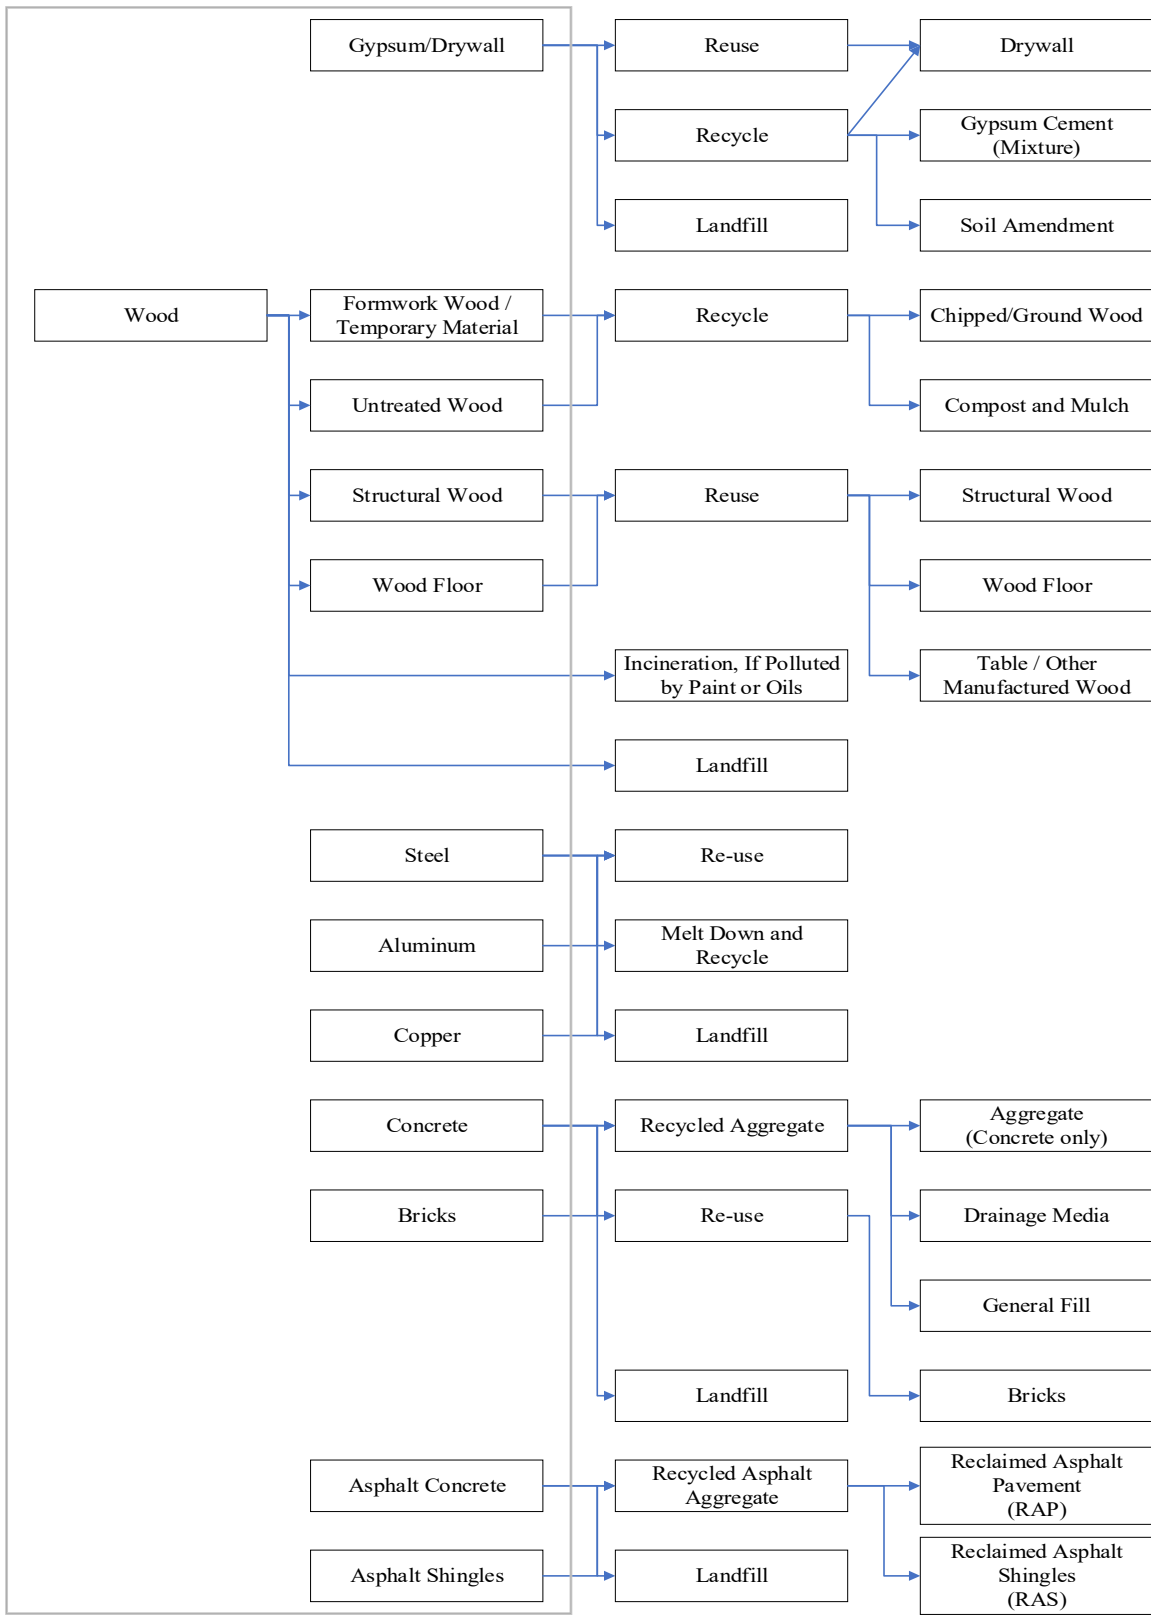 Gypsum/Drywall
Reuse
Drywall
Recycle
Gypsum Cement
(Mixture)
Landfill
Soil Amendment
Wood
Formwork Wood /
Temporary Material
Recycle
Chipped/Ground Wood
Untreated Wood
Compost and Mulch
Structural Wood
Reuse
Structural Wood
Wood Floor
Wood Floor
Incineration, If Polluted
by Paint or Oils
Table / Other
Manufactured Wood
Landfill
Steel
Re-use
Aluminum
Melt Down and
Recycle
Copper
Landfill
Concrete
Recycled Aggregate
Aggregate
(Concrete only)
Bricks
Re-use
Drainage Media
General Fill
Landfill
Bricks
Asphalt Concrete
Recycled Asphalt
Aggregate
Reclaimed Asphalt
Pavement
(RAP)
Asphalt Shingles
Landfill
Reclaimed Asphalt
Shingles
(RAS)